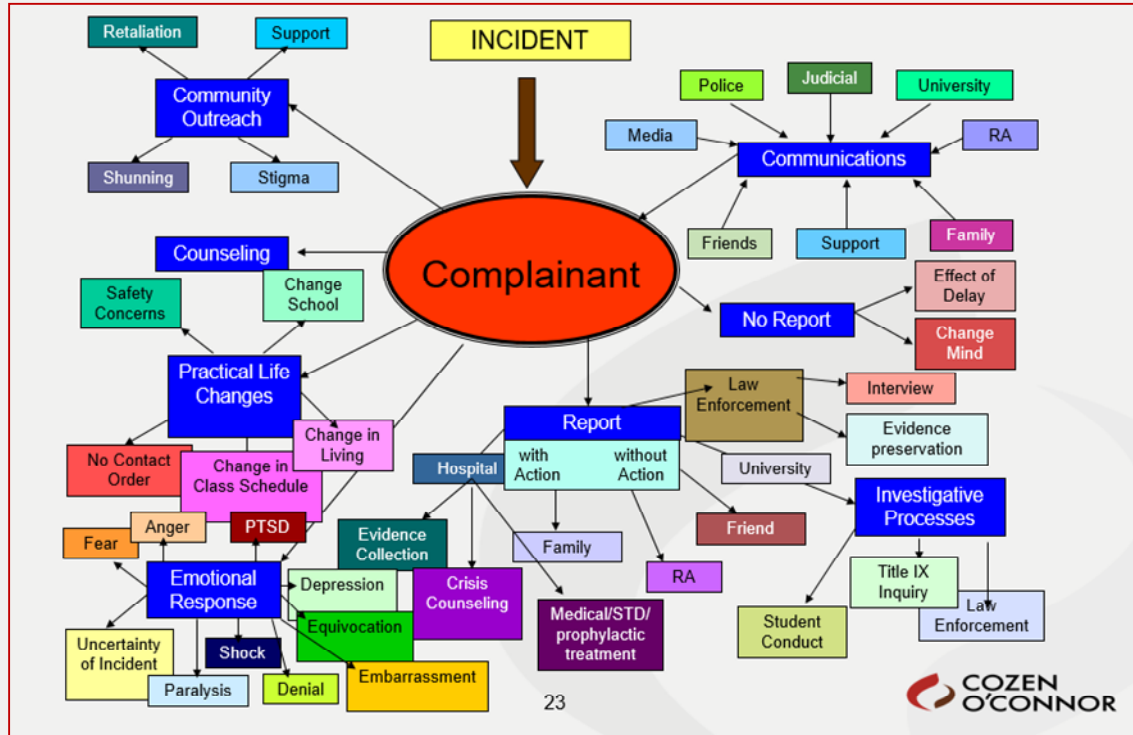 Retaliation
Support
INCIDENT
Community
Outreach
Shunning
Stigma
Police
Judicial
University
Media
RA
Communications
Friends
Support
Family
Complainant
Counseling
Safety
Concerns
Change
School
Practical Life
Changes
No Contact
Order
Change in
Class Schedule
Change in
Living
No Report
Effect of
Delay
Change
Mind
Report
with
Action
without
Action
Law
Enforcement
Interview
Evidence
preservation
Hospital
University
Investigative
Processes
Evidence
Collection
Crisis
Counseling
Family
Medical/STD/
prophylactic
treatment
RA
Friend
Student
Conduct
Title IX
Inquiry
Law
Enforcement
Fear
Anger
PTSD
Emotional
Response
Depression
Equivocation
Uncertainty
of Incident
Paralysis
Shock
Denial
Embarrassment
23
COZEN
O'CONNOR